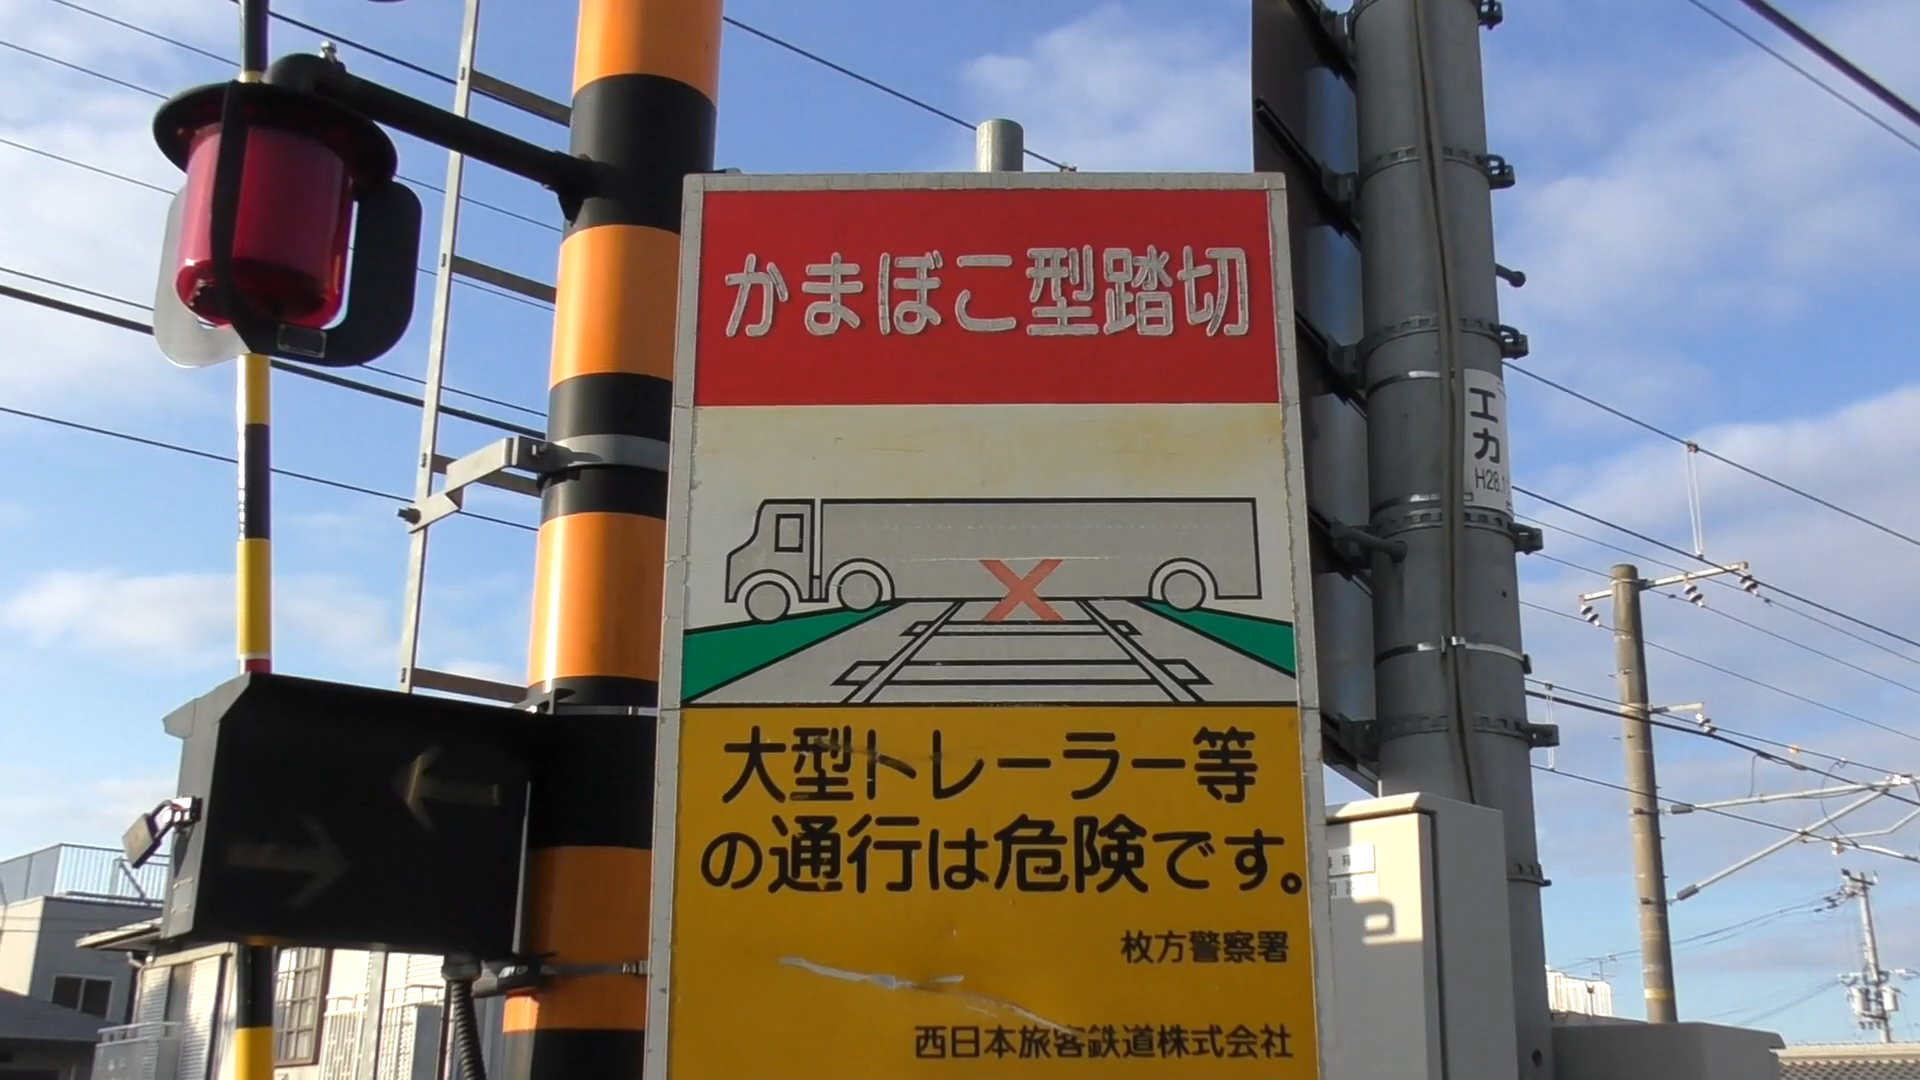 かまぼこ型踏切
大型トレーラー等
の通行は危険です。
枚方警察署
西日本旅客鉄道株式会社
エカ
H28.1